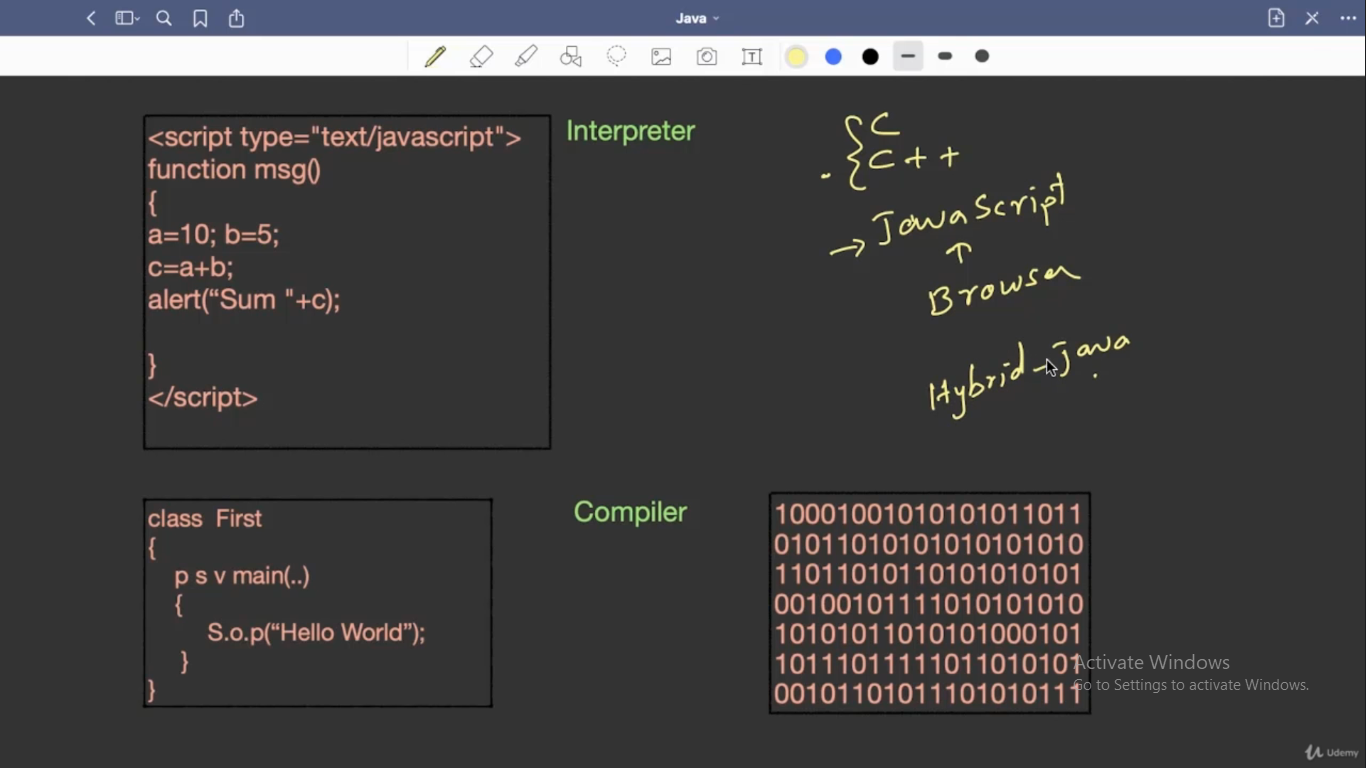 Java
<script type="text/javascript">
function msg()
{
a=10; b=5;
c=a+b;
alert(“Sum "+c);
}
</script>
Interpreter
C
C++
JavaScript
Browser
Hybrid - Java
class First
{
p s v main(..)
{
S.o.p(“Hello World”);
}
}
Compiler
1000100101010101011011
0101101010101010101010
1101101011010101010101
0010010111101010101010
1010101101010101000101
1011101111101101010101
0010110101110101010111
Activate Windows
Go to Settings to activate Windows.
Udemy